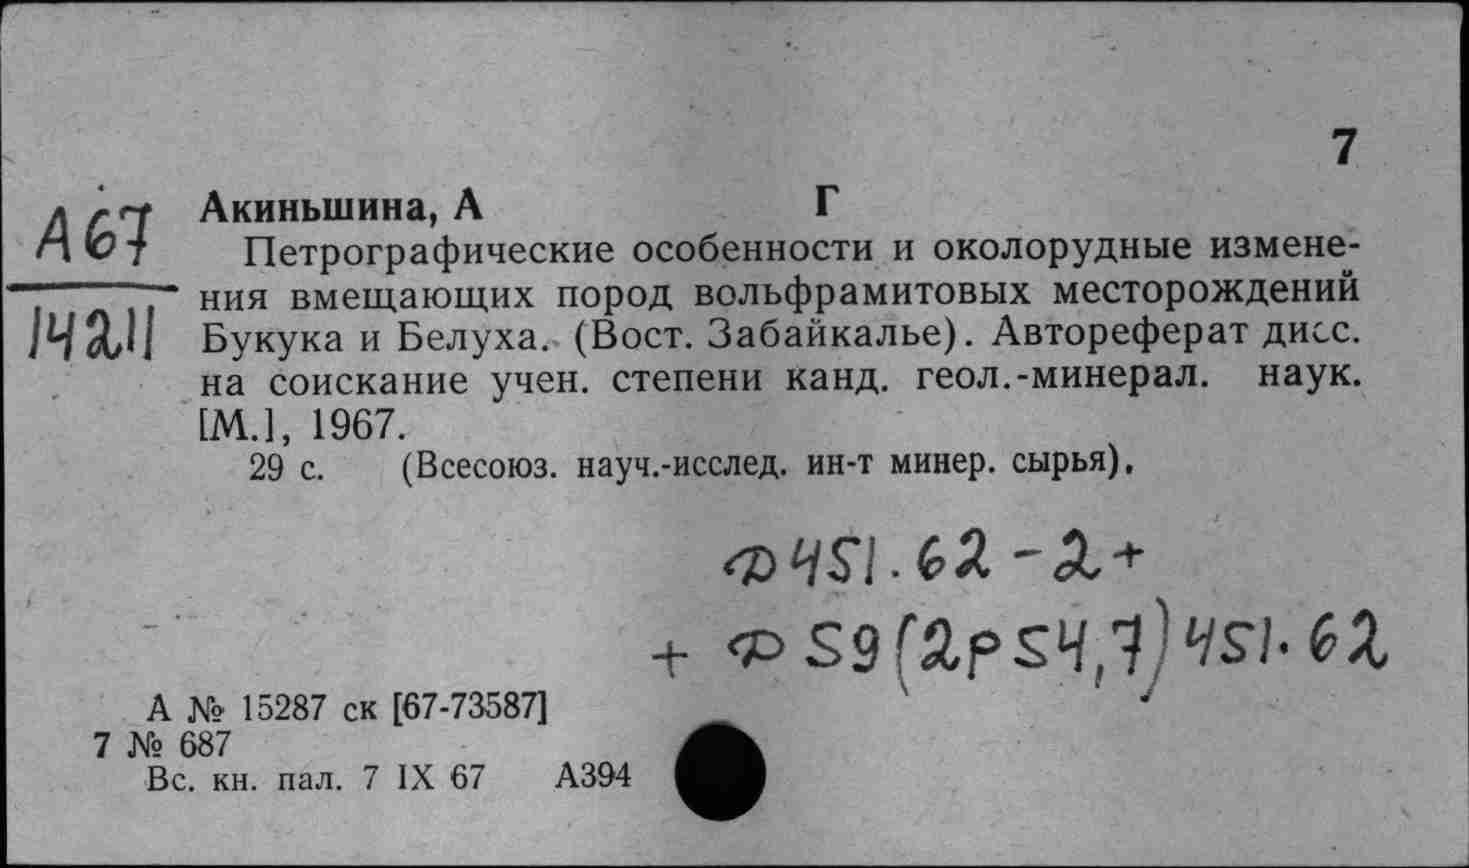 7
А67
14211
Акиньшина, А Г
Петрографические особенности и околорудные измене-
ния вмещающих пород вольфрамитовых месторождений
Букука и Белуха. (Вост. Забайкалье). Автореферат дисс.
на соискание учен. степени канд. геол.-минерал. наук.
[М.], 1967.
29 с. (Всесоюз. науч.-исслед. ин-т минер. сырья).
Ф451.62-2+
+ Ф59(2Р54,7)451.62
А № 15287 ск [67-73587]
7 № 687
Вс. кн. пал. 7 IX 67 А394